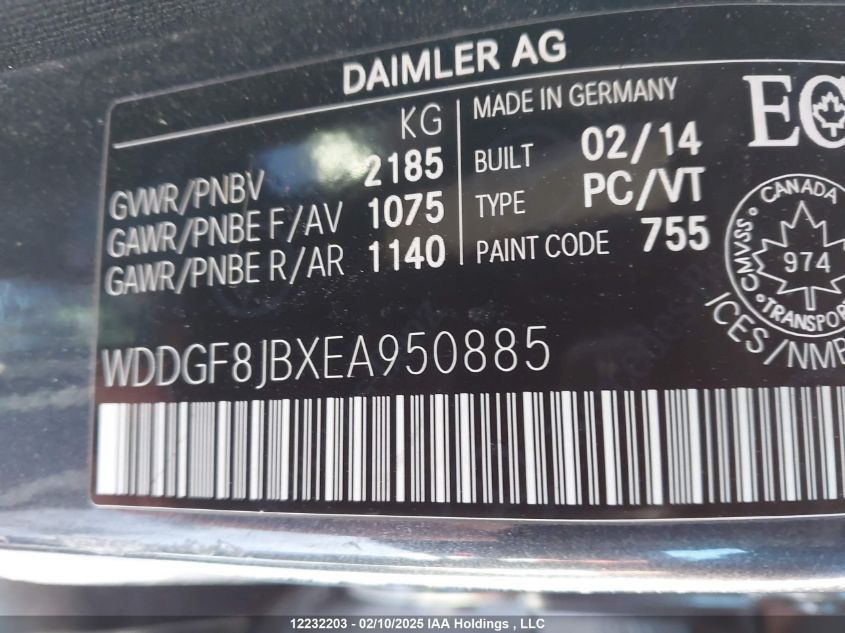 DAIMLER AG
KG
GVWR/PNBV 2185
GAWR/PNBE F/AV 1075
GAWR/PNBE R/AR 1140
MADE IN GERMANY
BUILT 02/14
TYPE PC/VT
PAINT CODE 755
EC
CANADA
CMVSS
974
TRANSPO
ICES/NMB
WDDGF8JBXEA950885
12232203 - 02/10/2025 IAA Holdings, LLC